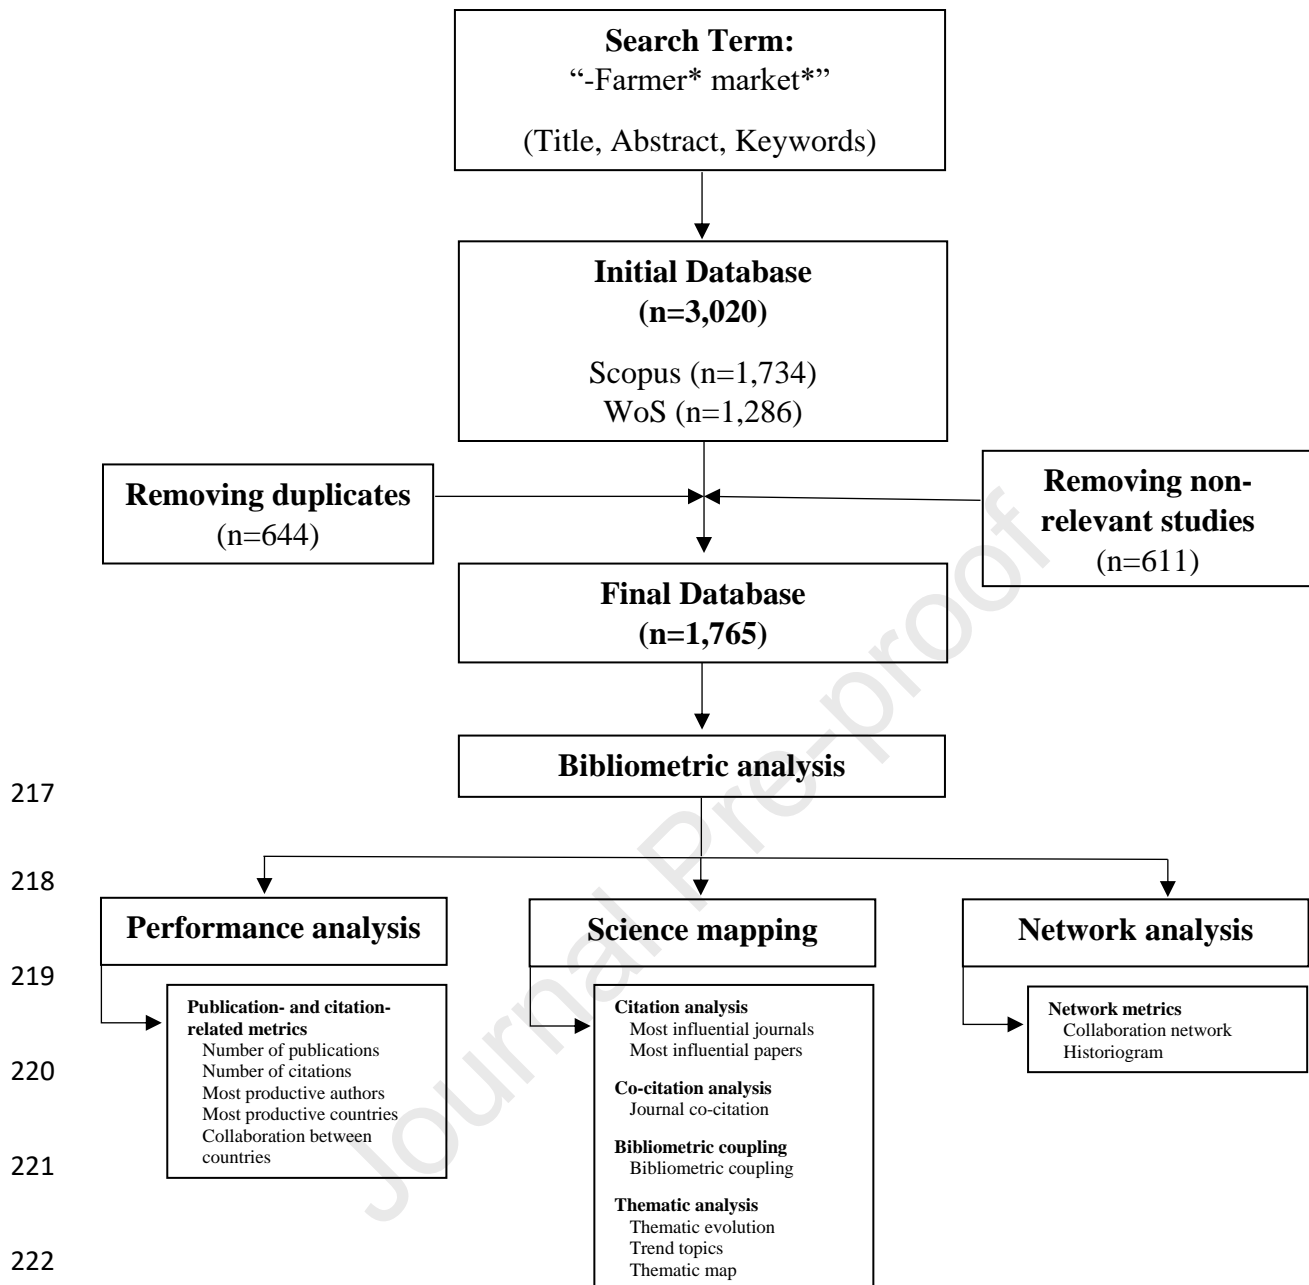 Search Term:
“-Farmer* market*”
(Title, Abstract, Keywords)
Initial Database
(n=3,020)
Scopus (n=1,734)
WoS (n=1,286)
Removing duplicates
(n=644)
Removing non-
relevant studies
(n=611)
Final Database
(n=1,765)
Bibliometric analysis
217
218
Performance analysis
Science mapping
Network analysis
219
Publication- and citation-
related metrics
Number of publications
Number of citations
Most productive authors
Most productive countries
Collaboration between
countries
Citation analysis
Most influential journals
Most influential papers
Co-citation analysis
Journal co-citation
Bibliometric coupling
Bibliometric coupling
Thematic analysis
Thematic evolution
Trend topics
Thematic map
Network metrics
Collaboration network
Historiogram
220
221
222
Journal Pre-proof